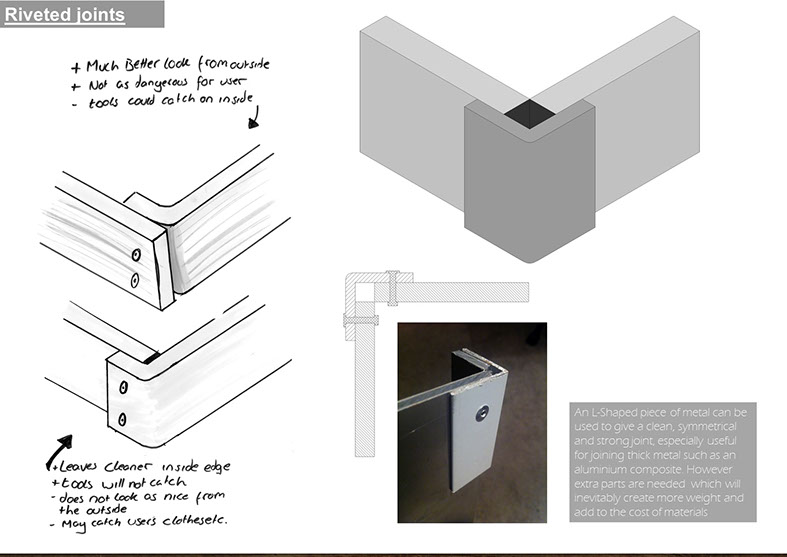 Riveted joints
+ Much Better look from outside
+ Not as dangerous for user
- tools could catch on inside
+ Leaves cleaner inside edge
+ tools will not catch
- does not look as nice from
the outside
- May catch users clothes etc.
An L-Shaped piece of metal can be
used to give a clean, symmetrical
and strong joint, especially useful
for joining thick metal such as an
aluminium composite. However
extra parts are needed which will
inevitably create more weight and
add to the cost of materials